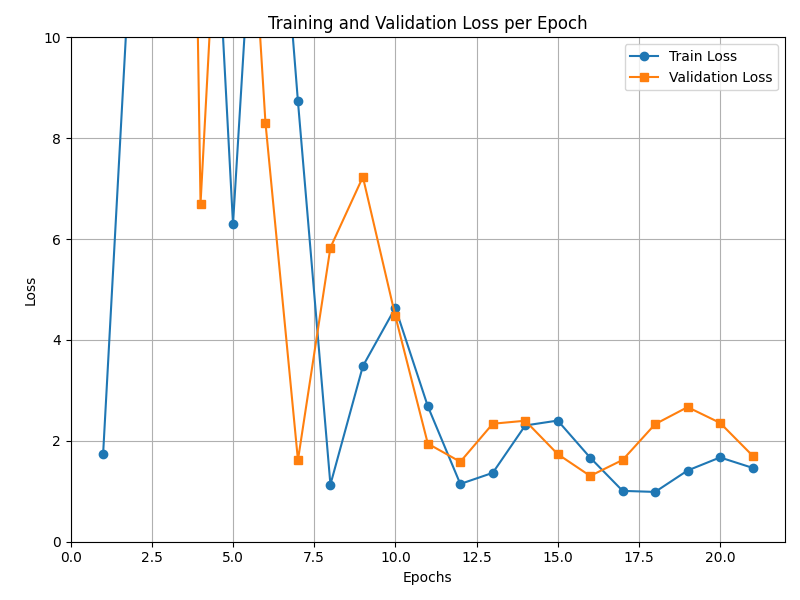 Training and Validation Loss per Epoch
Train Loss
Validation Loss
Loss
10
8
6
4
2
0
0.0 2.5 5.0 7.5 10.0 12.5 15.0 17.5 20.0
Epochs